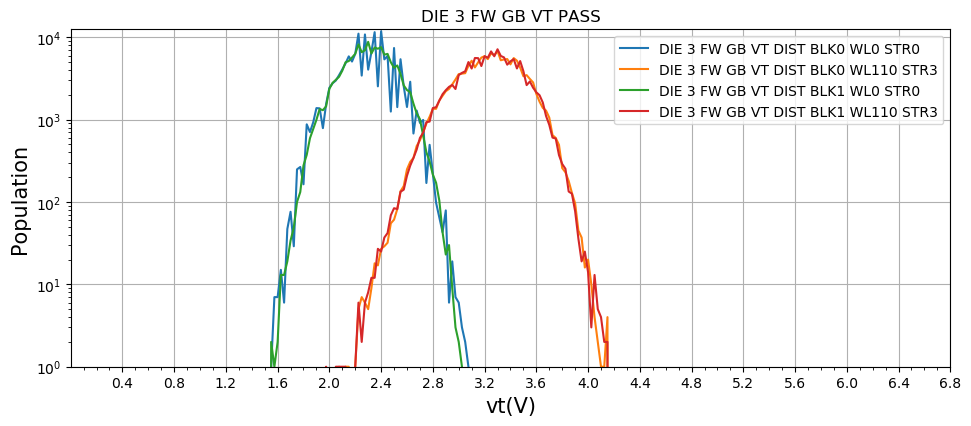 DIE 3 FW GB VT PASS
DIE 3 FW GB VT DIST BLK0 WL0 STR0
DIE 3 FW GB VT DIST BLK0 WL110 STR3
DIE 3 FW GB VT DIST BLK1 WL0 STR0
DIE 3 FW GB VT DIST BLK1 WL110 STR3
Population
10^4
10^3
10^2
10^1
10^0
0.4 0.8 1.2 1.6 2.0 2.4 2.8 3.2 3.6 4.0 4.4 4.8 5.2 5.6 6.0 6.4 6.8
vt(V)